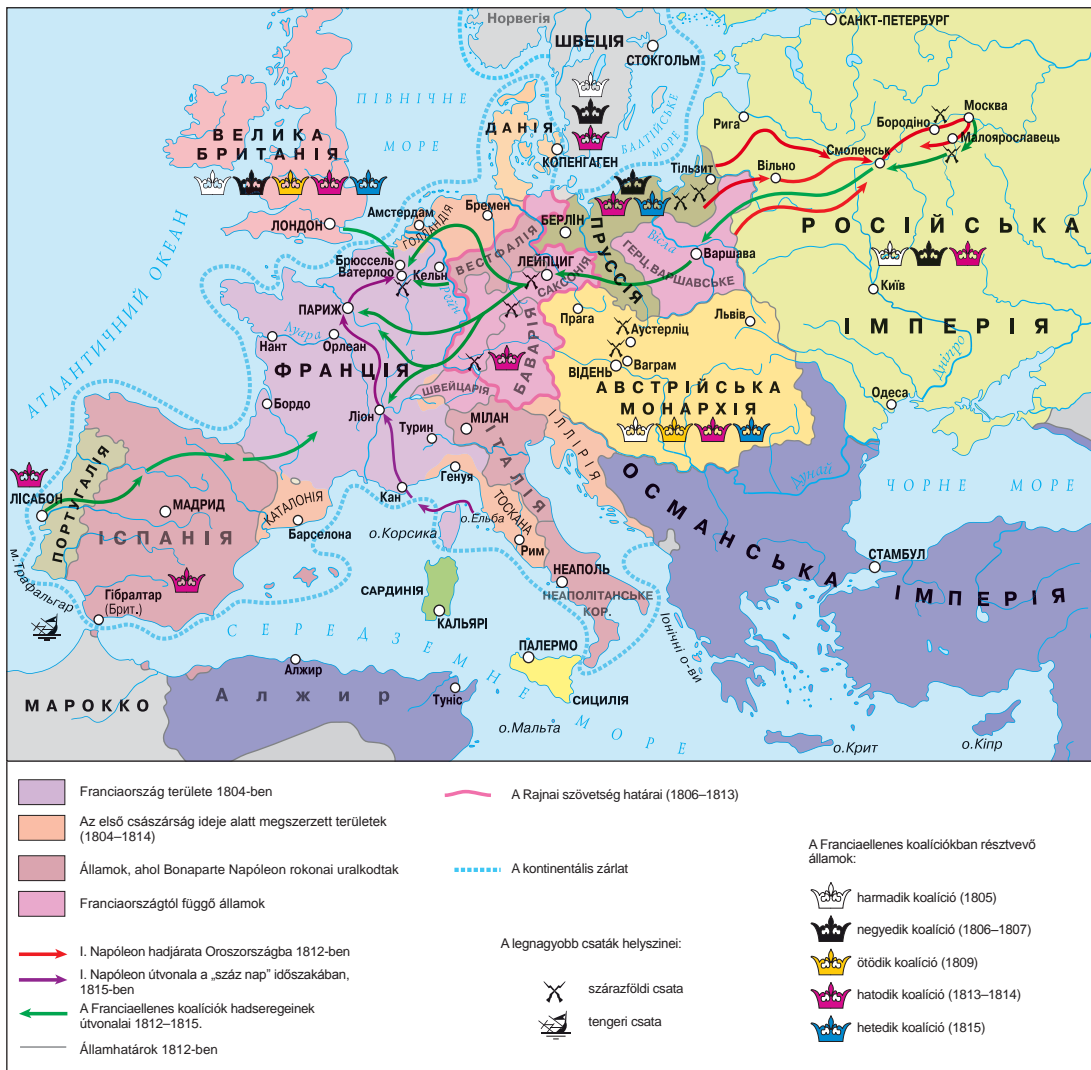 Норвегія
ШВЕЦІЯ
СТОКГОЛЬМ
САНКТ-ПЕТЕРБУРГ
ПІВНІЧНЕ
МОРЕ
БАЛТІЙСЬКЕ
МОРЕ
ВЕЛИКА
БРИТАНІЯ
ДАНІЯ
КОПЕНГАГЕН
Рига
Москва
Бородіно
Малоярославець
Смоленськ
Тільзит
Вільно
АТЛАНТИЧНИЙ ОКЕАН
ЛОНДОН
Амстердам
ГОЛЛАНДІЯ
Бремен
БЕРЛІН
ПРУССІЯ
Вісла
Варшава
ГЕРЦ. ВАРШАВСЬКЕ
РОСІЙСЬКА
ІМПЕРІЯ
Брюссель
Ватерлоо
Кельн
Рейн
ВЕСТФАЛІЯ
ЛЕЙПЦИГ
САКСОНІЯ
Київ
Дніпро
ПАРИЖ
Луара
Орлеан
Нант
ФРАНЦІЯ
Бордо
Прага
Львів
Аустерліц
Ваграм
ВІДЕНЬ
БАВАРІЯ
АВСТРІЙСЬКА
МОНАРХІЯ
ШВЕЙЦАРІЯ
Ліон
Турин
МІЛАН
ІТАЛІЯ
ІЛЛІРІЯ
Одеса
Дунай
ЧОРНЕ МОРЕ
ЛІСАБОН
ПОРТУГАЛІЯ
МАДРИД
ІСПАНІЯ
КАТАЛОНІЯ
Барселона
Кан
Генуя
ТОСКАНА
о.Ельба
о.Корсика
Рим
НЕАПОЛЬ
НЕАПОЛІТАНСЬКЕ
КОР.
ОСМАНСЬКА
ІМПЕРІЯ
СТАМБУЛ
м.Трафальгар
Гібралтар
(Брит.)
САРДИНІЯ
КАЛЬЯРІ
СЕРЕДЗЕМНЕ МОРЕ
ПАЛЕРМО
СИЦИЛІЯ
Іонічні о-ви
МАРОККО
Алжир
Алжир
Туніс
о.Мальта
о.Крит
о.Кіпр
Franciaország területe 1804-ben
Az első császárság ideje alatt megszerzett területek
(1804–1814)
Államok, ahol Bonaparte Napóleon rokonai uralkodtak
Franciaországtól függő államok
I. Napóleon hadjárata Oroszországba 1812-ben
I. Napóleon útvonala a „száz nap” időszakában,
1815-ben
A Franciaellenes koalíciók hadseregeinek
útvonalai 1812–1815.
Államhatárok 1812-ben
A Rajnai szövetség határai (1806–1813)
A kontinentális zárlat
A legnagyobb csaták helyszinei:
szárazföldi csata
tengeri csata
A Franciaellenes koalíciókban résztvevő
államok:
harmadik koalíció (1805)
negyedik koalíció (1806–1807)
ötödik koalíció (1809)
hatodik koalíció (1813–1814)
hetedik koalíció (1815)